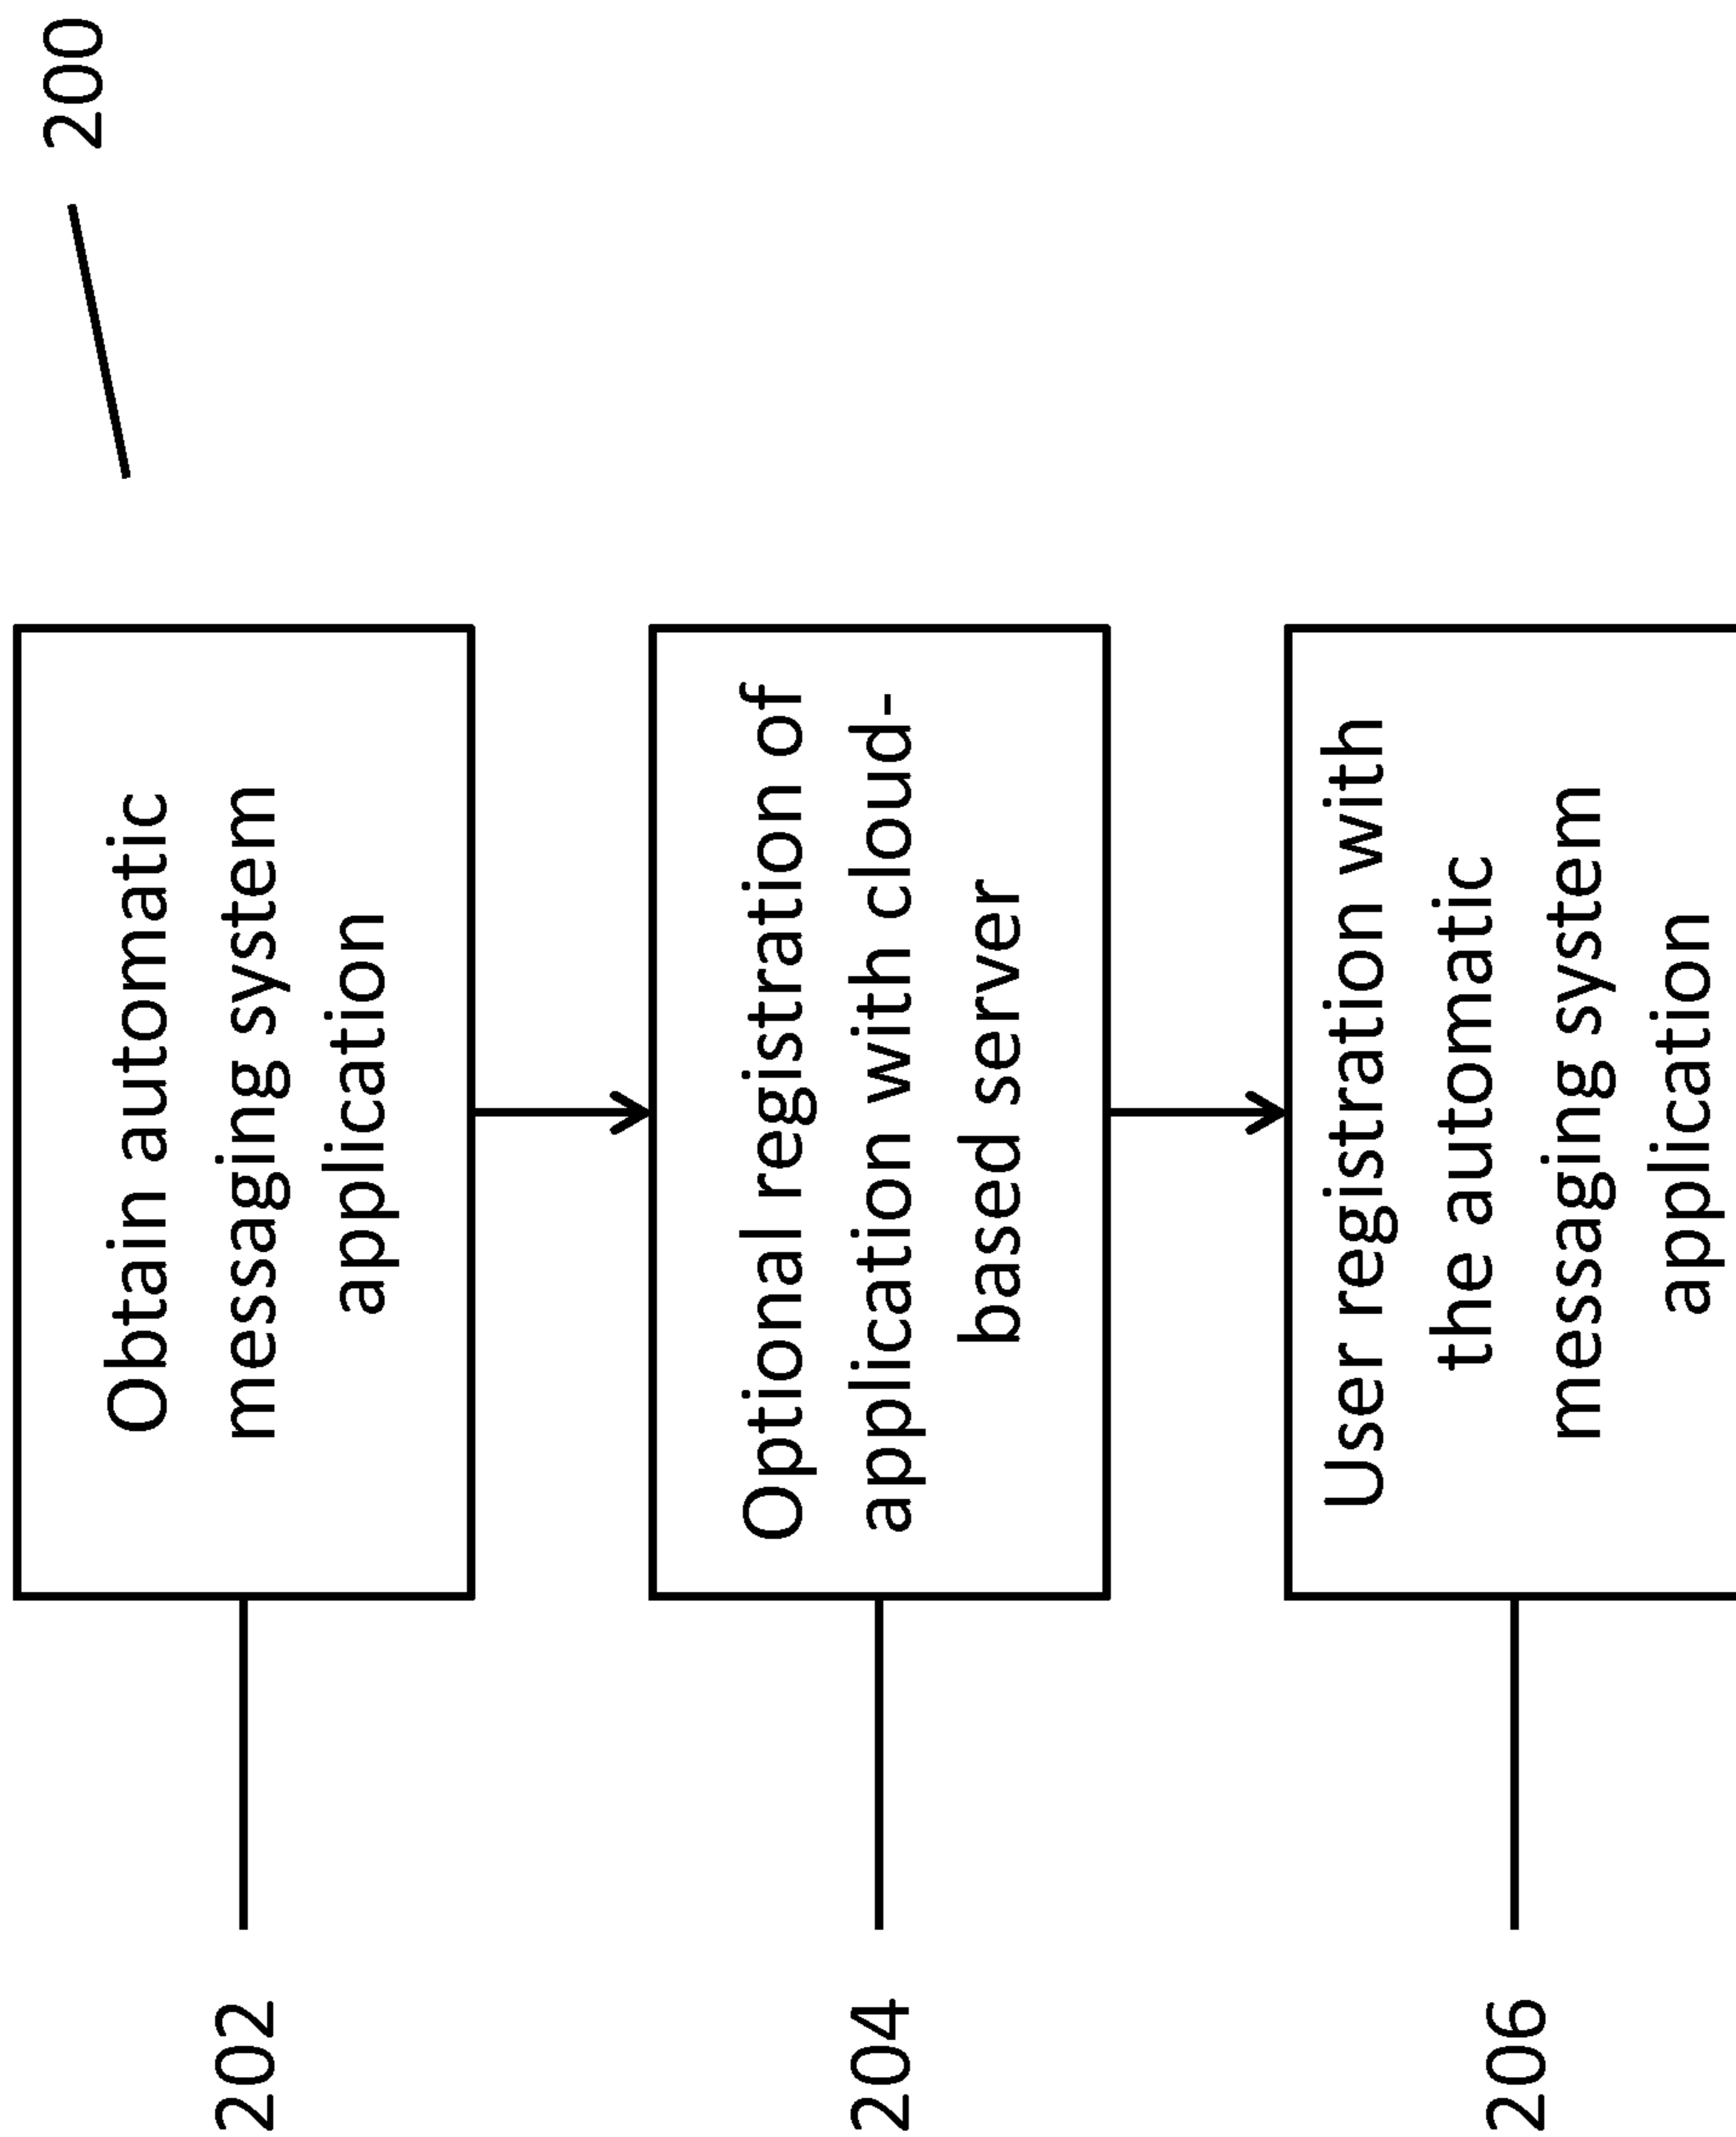 200
202
Obtain automatic
messaging system
application
204
Optional registration of
application with cloud-
based server
206
User registration with
the automatic
messaging system
application